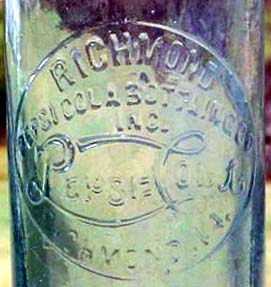 RICHMOND
PEPSI COLA BOTTLING CO
INC.
PEPSI=COLA
RICHMOND, VA.